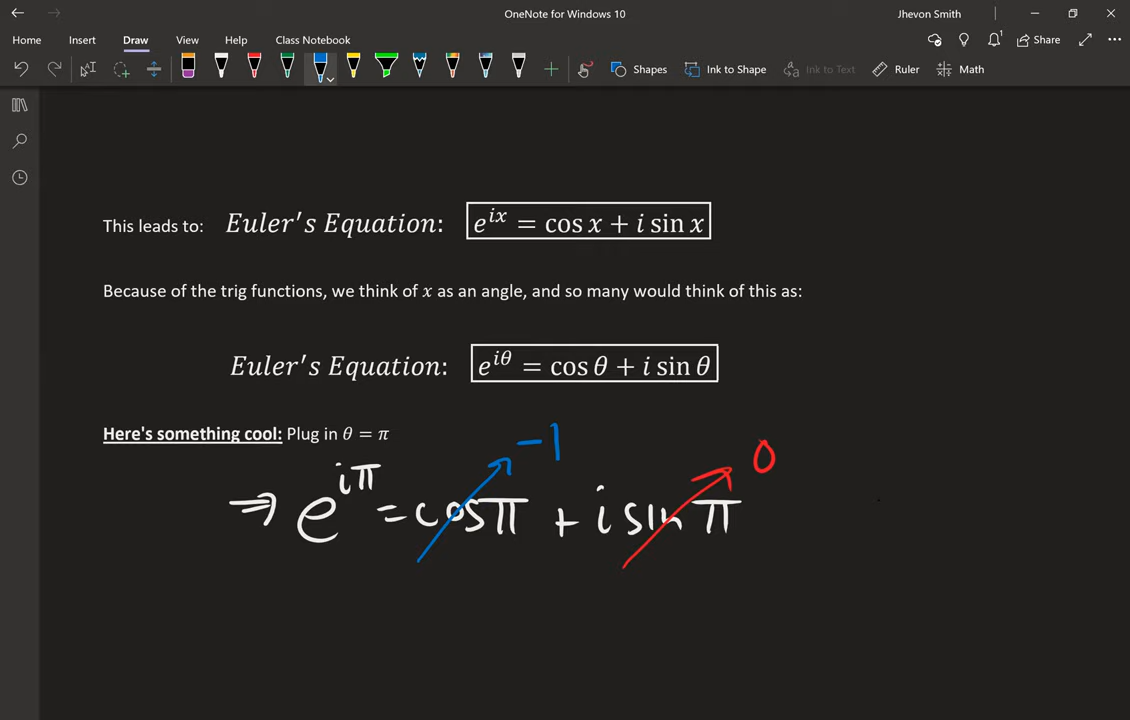 OneNote for Windows 10
Jhevon Smith
Home Insert Draw View Help Class Notebook
Share
Shapes Ink to Shape Ink to Text Ruler Math
This leads to: Euler's Equation: e^{ix} = cos x + i sin x
Because of the trig functions, we think of x as an angle, and so many would think of this as:
Euler's Equation: e^{iθ} = cos θ + i sin θ
Here's something cool: Plug in θ = π
-1 0
⇒ e^{iπ} = cos π + i sin π